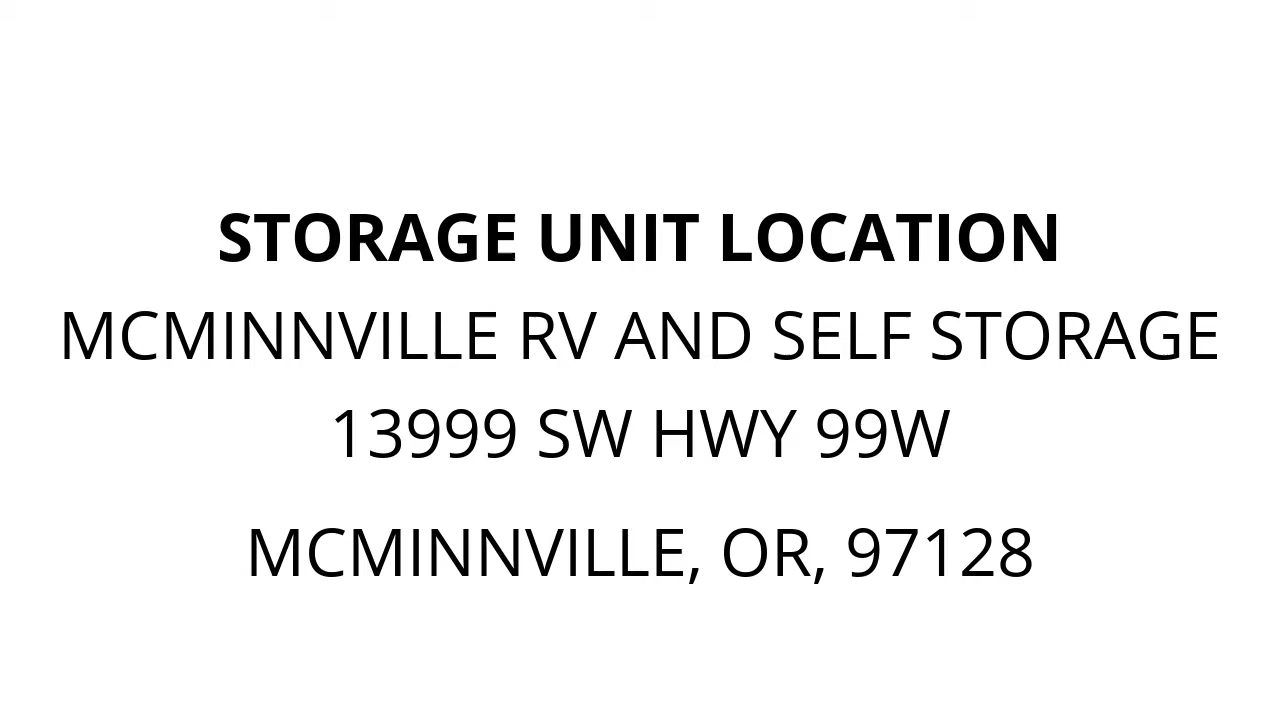 STORAGE UNIT LOCATION
MCMINNVILLE RV AND SELF STORAGE
13999 SW HWY 99W
MCMINNVILLE, OR, 97128